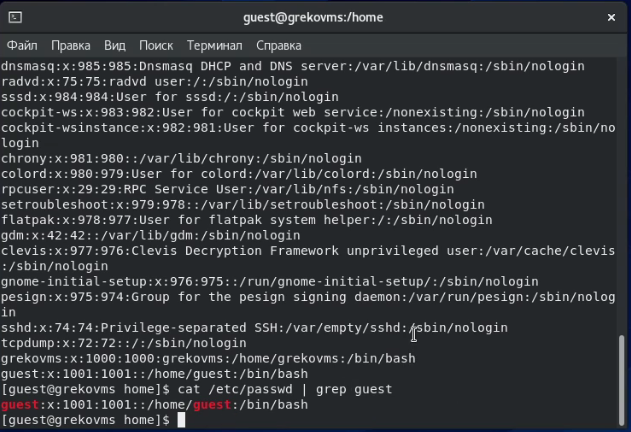 guest@grekovms:/home
Файл Правка Вид Поиск Терминал Справка
dnsmasq:x:985:985:Dnsmasq DHCP and DNS server:/var/lib/dnsmasq:/sbin/nologin
radvd:x:75:75:radvd user:/:/sbin/nologin
sssd:x:984:984:User for sssd:/:/sbin/nologin
cockpit-ws:x:983:982:User for cockpit web service:/nonexisting:/sbin/nologin
cockpit-wsinstance:x:982:981:User for cockpit-ws instances:/nonexisting:/sbin/no
login
chrony:x:981:980::/var/lib/chrony:/sbin/nologin
colord:x:980:979:User for colord:/var/lib/colord:/sbin/nologin
rpcuser:x:29:29:RPC Service User:/var/lib/nfs:/sbin/nologin
setroubleshoot:x:979:978::/var/lib/setroubleshoot:/sbin/nologin
flatpak:x:978:977:User for flatpak system helper:/:/sbin/nologin
gdm:x:42:42::/var/lib/gdm:/sbin/nologin
clevis:x:977:976:Clevis Decryption Framework unprivileged user:/var/cache/clevis
:/sbin/nologin
gnome-initial-setup:x:976:975::/run/gnome-initial-setup/:/sbin/nologin
pesign:x:975:974:Group for the pesign signing daemon:/var/run/pesign:/sbin/nolog
in
sshd:x:74:74:Privilege-separated SSH:/var/empty/sshd:/sbin/nologin
tcpdump:x:72:72::/:/sbin/nologin
grekovms:x:1000:1000:grekovms:/home/grekovms:/bin/bash
guest:x:1001:1001::/home/guest:/bin/bash
[guest@grekovms home]$ cat /etc/passwd | grep guest
guest:x:1001:1001::/home/guest:/bin/bash
[guest@grekovms home]$